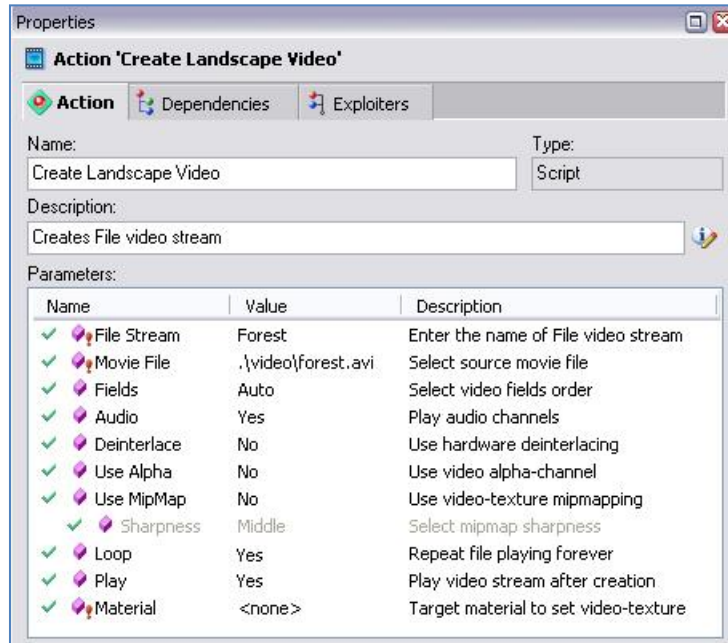 Properties
Action 'Create Landscape Video'
Action Dependencies Exploiters
Name: Type:
Create Landscape Video Script
Description:
Creates File video stream
Parameters:
Name Value Description
File Stream Forest Enter the name of File video stream
Movie File .\video\forest.avi Select source movie file
Fields Auto Select video fields order
Audio Yes Play audio channels
Deinterlace No Use hardware deinterlacing
Use Alpha No Use video alpha-channel
Use MipMap No Use video-texture mipmapping
Sharpness Middle Select mipmap sharpness
Loop Yes Repeat file playing forever
Play Yes Play video stream after creation
Material <none> Target material to set video-texture